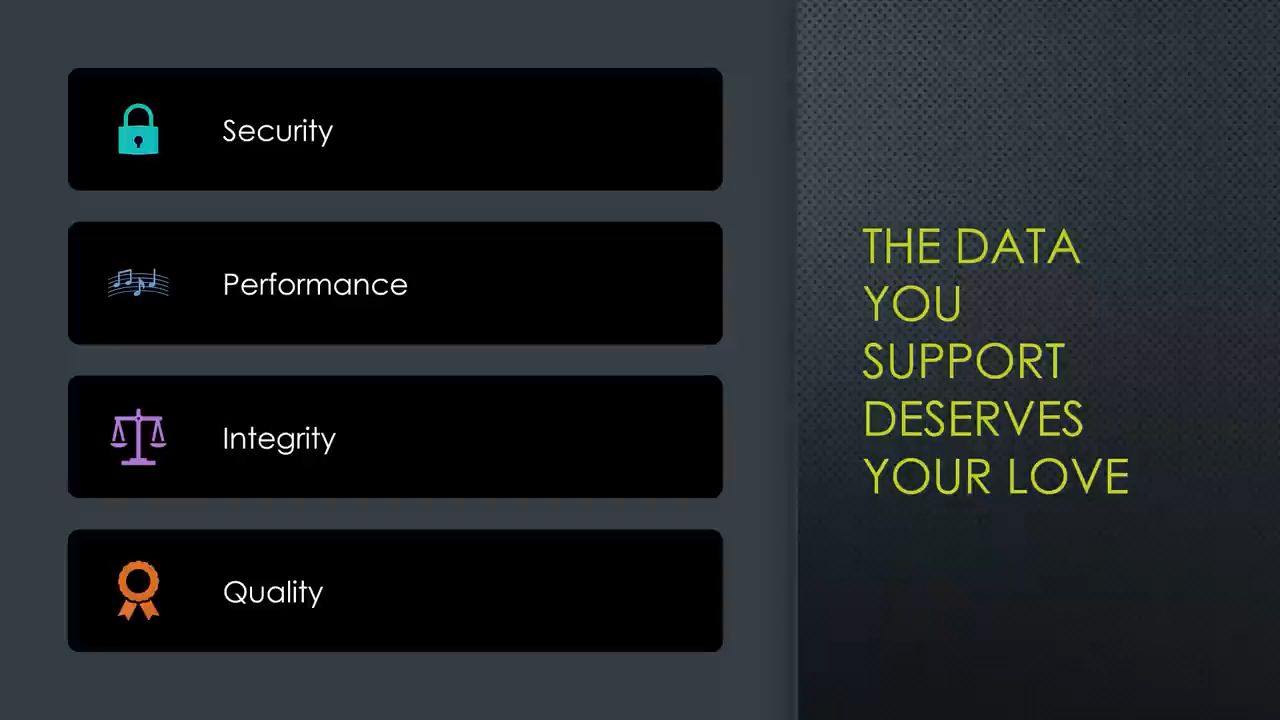 Security
Performance
Integrity
Quality
THE DATA
YOU
SUPPORT
DESERVES
YOUR LOVE